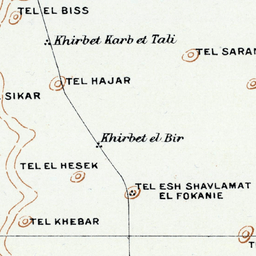 TEL EL BISS
Khirbet Karb et Tali
TEL SARAN
TEL HAJAR
SIKAR
Khirbet el Bir
TEL EL HESEK
TEL ESH SHAVLAMAT
EL FOKANIE
TEL KHEBAR